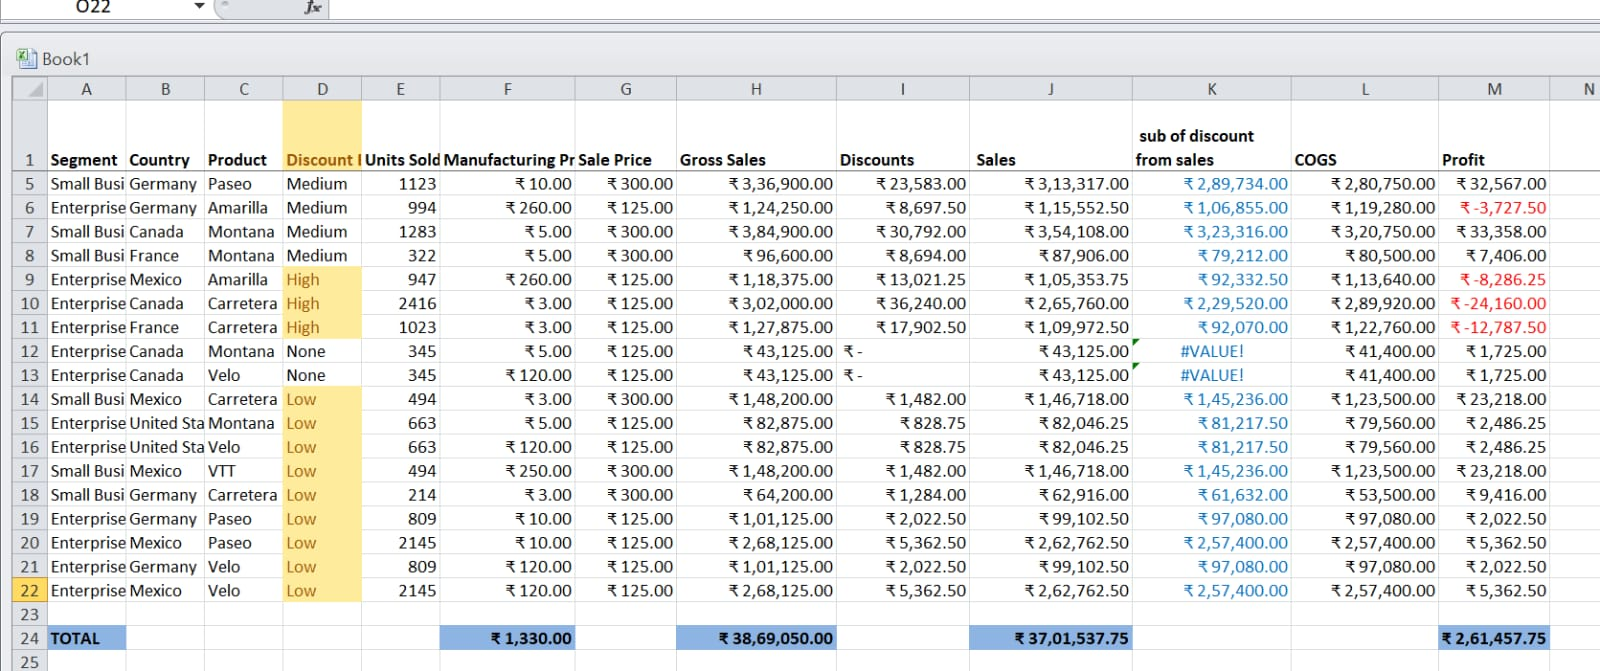 O22 fx
Book1
A B C D E F G H I J K L M N
sub of discount
1 Segment Country Product Discount Units Sold Manufacturing Pr Sale Price Gross Sales Discounts Sales from sales COGS Profit
5 Small Busi Germany Paseo Medium 1123 ₹ 10.00 ₹ 300.00 ₹ 3,36,900.00 ₹ 23,583.00 ₹ 3,13,317.00 ₹ 2,89,734.00 ₹ 2,80,750.00 ₹ 32,567.00
6 Enterprise Germany Amarilla Medium 994 ₹ 260.00 ₹ 125.00 ₹ 1,24,250.00 ₹ 8,697.50 ₹ 1,15,552.50 ₹ 1,06,855.00 ₹ 1,19,280.00 ₹ -3,727.50
7 Small Busi Canada Montana Medium 1283 ₹ 5.00 ₹ 300.00 ₹ 3,84,900.00 ₹ 30,792.00 ₹ 3,54,108.00 ₹ 3,23,316.00 ₹ 3,20,750.00 ₹ 33,358.00
8 Small Busi France Montana Medium 322 ₹ 5.00 ₹ 300.00 ₹ 96,600.00 ₹ 8,694.00 ₹ 87,906.00 ₹ 79,212.00 ₹ 80,500.00 ₹ 7,406.00
9 Enterprise Mexico Amarilla High 947 ₹ 260.00 ₹ 125.00 ₹ 1,18,375.00 ₹ 13,021.25 ₹ 1,05,353.75 ₹ 92,332.50 ₹ 1,13,640.00 ₹ -8,286.25
10 Enterprise Canada Carretera High 2416 ₹ 3.00 ₹ 125.00 ₹ 3,02,000.00 ₹ 36,240.00 ₹ 2,65,760.00 ₹ 2,29,520.00 ₹ 2,89,920.00 ₹ -24,160.00
11 Enterprise France Carretera High 1023 ₹ 3.00 ₹ 125.00 ₹ 1,27,875.00 ₹ 17,902.50 ₹ 1,09,972.50 ₹ 92,070.00 ₹ 1,22,760.00 ₹ -12,787.50
12 Enterprise Canada Montana None 345 ₹ 5.00 ₹ 125.00 ₹ 43,125.00 ₹ - ₹ 43,125.00 #VALUE! ₹ 41,400.00 ₹ 1,725.00
13 Enterprise Canada Velo None 345 ₹ 120.00 ₹ 125.00 ₹ 43,125.00 ₹ - ₹ 43,125.00 #VALUE! ₹ 41,400.00 ₹ 1,725.00
14 Small Busi Mexico Carretera Low 494 ₹ 3.00 ₹ 300.00 ₹ 1,48,200.00 ₹ 1,482.00 ₹ 1,46,718.00 ₹ 1,45,236.00 ₹ 1,23,500.00 ₹ 23,218.00
15 Enterprise United Sta Montana Low 663 ₹ 5.00 ₹ 125.00 ₹ 82,875.00 ₹ 828.75 ₹ 82,046.25 ₹ 81,217.50 ₹ 79,560.00 ₹ 2,486.25
16 Enterprise United Sta Velo Low 663 ₹ 120.00 ₹ 125.00 ₹ 82,875.00 ₹ 828.75 ₹ 82,046.25 ₹ 81,217.50 ₹ 79,560.00 ₹ 2,486.25
17 Small Busi Mexico VTT Low 494 ₹ 250.00 ₹ 300.00 ₹ 1,48,200.00 ₹ 1,482.00 ₹ 1,46,718.00 ₹ 1,45,236.00 ₹ 1,23,500.00 ₹ 23,218.00
18 Small Busi Germany Carretera Low 214 ₹ 3.00 ₹ 300.00 ₹ 64,200.00 ₹ 1,284.00 ₹ 62,916.00 ₹ 61,632.00 ₹ 53,500.00 ₹ 9,416.00
19 Enterprise Germany Paseo Low 809 ₹ 10.00 ₹ 125.00 ₹ 1,01,125.00 ₹ 2,022.50 ₹ 99,102.50 ₹ 97,080.00 ₹ 97,080.00 ₹ 2,022.50
20 Enterprise Mexico Paseo Low 2145 ₹ 10.00 ₹ 125.00 ₹ 2,68,125.00 ₹ 5,362.50 ₹ 2,62,762.50 ₹ 2,57,400.00 ₹ 2,57,400.00 ₹ 5,362.50
21 Enterprise Germany Velo Low 809 ₹ 120.00 ₹ 125.00 ₹ 1,01,125.00 ₹ 2,022.50 ₹ 99,102.50 ₹ 97,080.00 ₹ 97,080.00 ₹ 2,022.50
22 Enterprise Mexico Velo Low 2145 ₹ 120.00 ₹ 125.00 ₹ 2,68,125.00 ₹ 5,362.50 ₹ 2,62,762.50 ₹ 2,57,400.00 ₹ 2,57,400.00 ₹ 5,362.50
23
24 TOTAL ₹ 1,330.00 ₹ 38,69,050.00 ₹ 37,01,537.75 ₹ 2,61,457.75
25